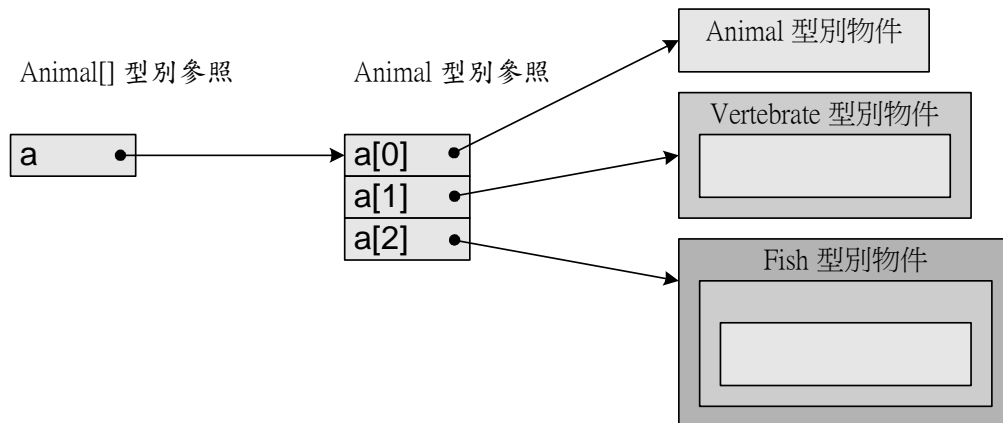 Animal[] 型別參照
Animal 型別參照
Animal 型別物件
Vertebrate 型別物件
Fish 型別物件
a
a[0]
a[1]
a[2]